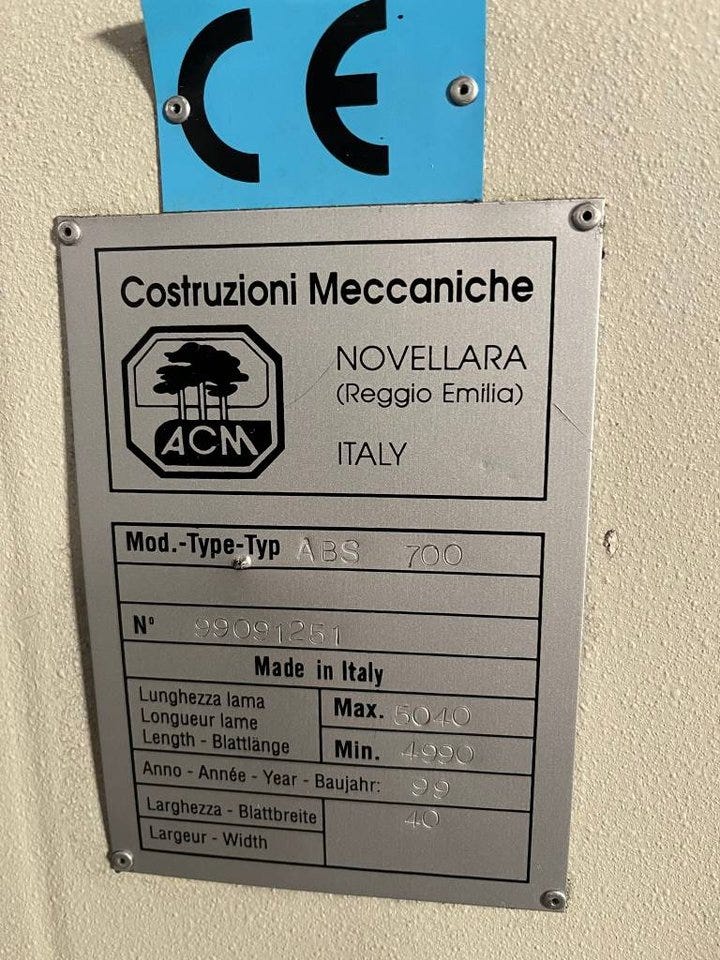 CE
Costruzioni Meccaniche
ACM
NOVELLARA
(Reggio Emilia)
ITALY
Mod.-Type-Typ ABS 700
N° 99091251
Made in Italy
Lunghezza lama
Longueur lame
Length - Blattlänge
Max. 5040
Min. 4990
Anno - Année - Year - Baujahr: 99
Larghezza - Blattbreite
Largeur - Width
40